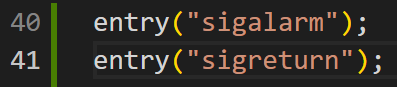 40 entry("sigalarm");
41 entry("sigreturn");